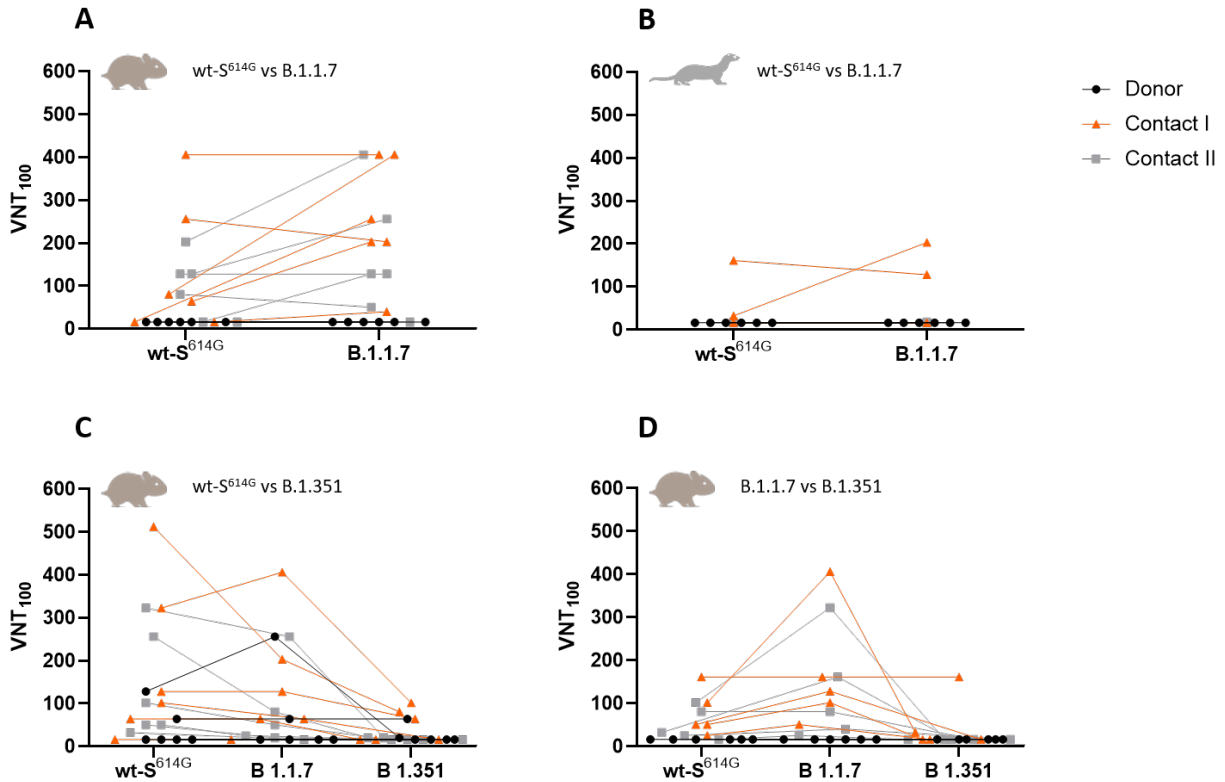 A
wt-S614G vs B.1.1.7
600
500
400
300
200
100
0
VNT100
wt-S614G B.1.1.7
B
wt-S614G vs B.1.1.7
600
500
400
300
200
100
0
VNT100
wt-S614G B.1.1.7
Donor
Contact I
Contact II
C
wt-S614G vs B.1.351
600
500
400
300
200
100
0
VNT100
wt-S614G B 1.1.7 B 1.351
D
B.1.1.7 vs B.1.351
600
500
400
300
200
100
0
VNT100
wt-S614G B 1.1.7 B 1.351